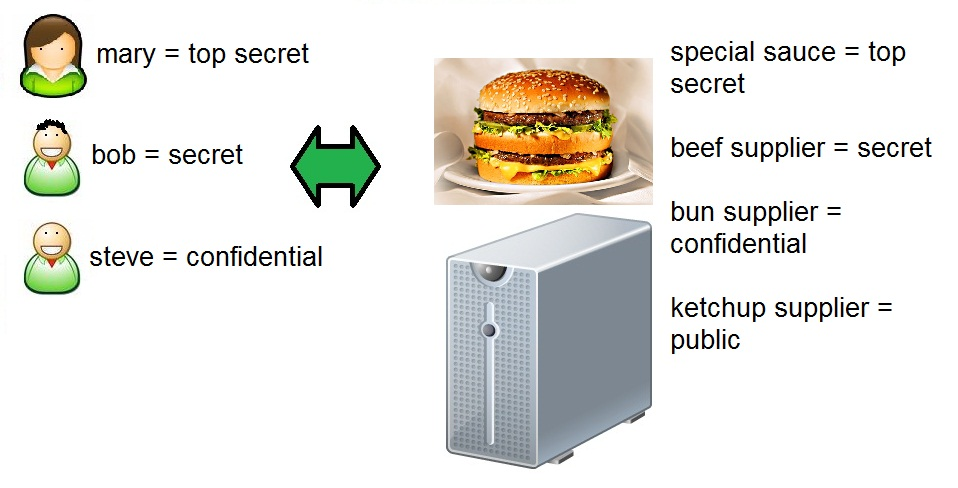 mary = top secret
bob = secret
steve = confidential
special sauce = top
secret
beef supplier = secret
bun supplier =
confidential
ketchup supplier =
public